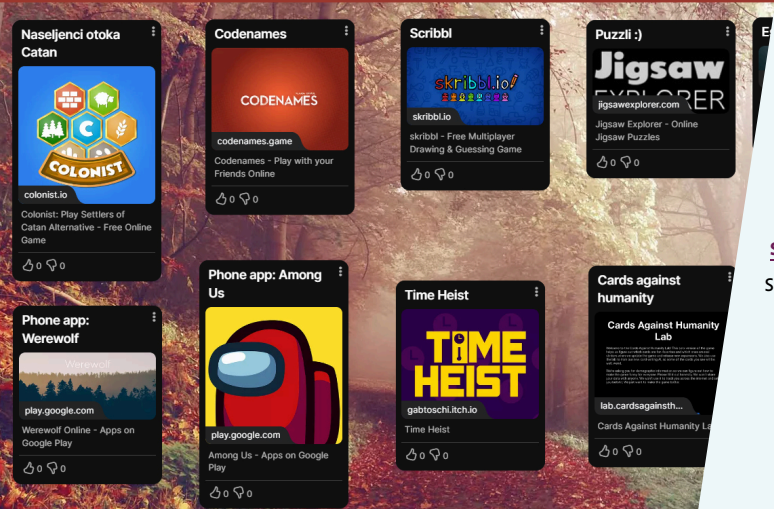 Naseljenci otoka
Catan
COLONIST
colonist.io
Colonist: Play Settlers of
Catan Alternative - Free Online
Game
0 0
Codenames
CODENAMES
codenames.game
Codenames - Play with your
Friends Online
0 0
Scribbl
skribbl.io
skribbl.io
skribbl - Free Multiplayer
Drawing & Guessing Game
0 0
Puzzli :)
Jigsaw
jigsawexplorer.com
Jigsaw Explorer - Online
Jigsaw Puzzles
0 0
Phone app:
Werewolf
Werewolf
play.google.com
Werewolf Online - Apps on
Google Play
0 0
Phone app: Among
Us
play.google.com
Among Us - Apps on Google
Play
0 0
Time Heist
TIME
HEIST
gabtoschi.itch.io
Time Heist
0 0
Cards against
humanity
Cards Against Humanity
Lab
lab.cardsagainsth...
Cards Against Humanity
0 0